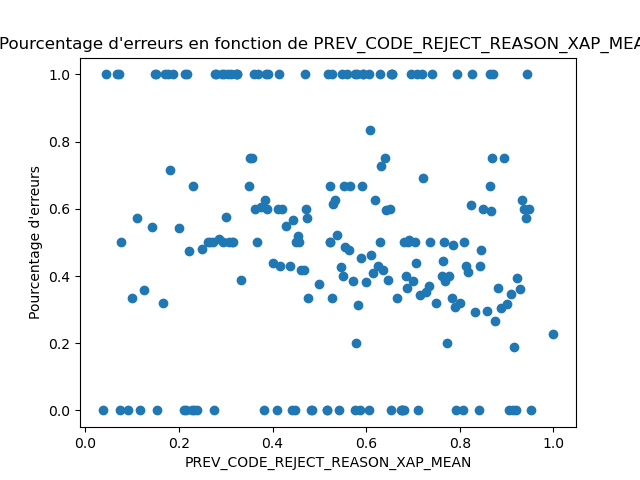 Pourcentage d'erreurs en fonction de PREV_CODE_REJECT_REASON_XAP_MEA
1.0
0.8
0.6
0.4
0.2
0.0
Pourcentage d'erreurs
0.0 0.2 0.4 0.6 0.8 1.0
PREV_CODE_REJECT_REASON_XAP_MEAN